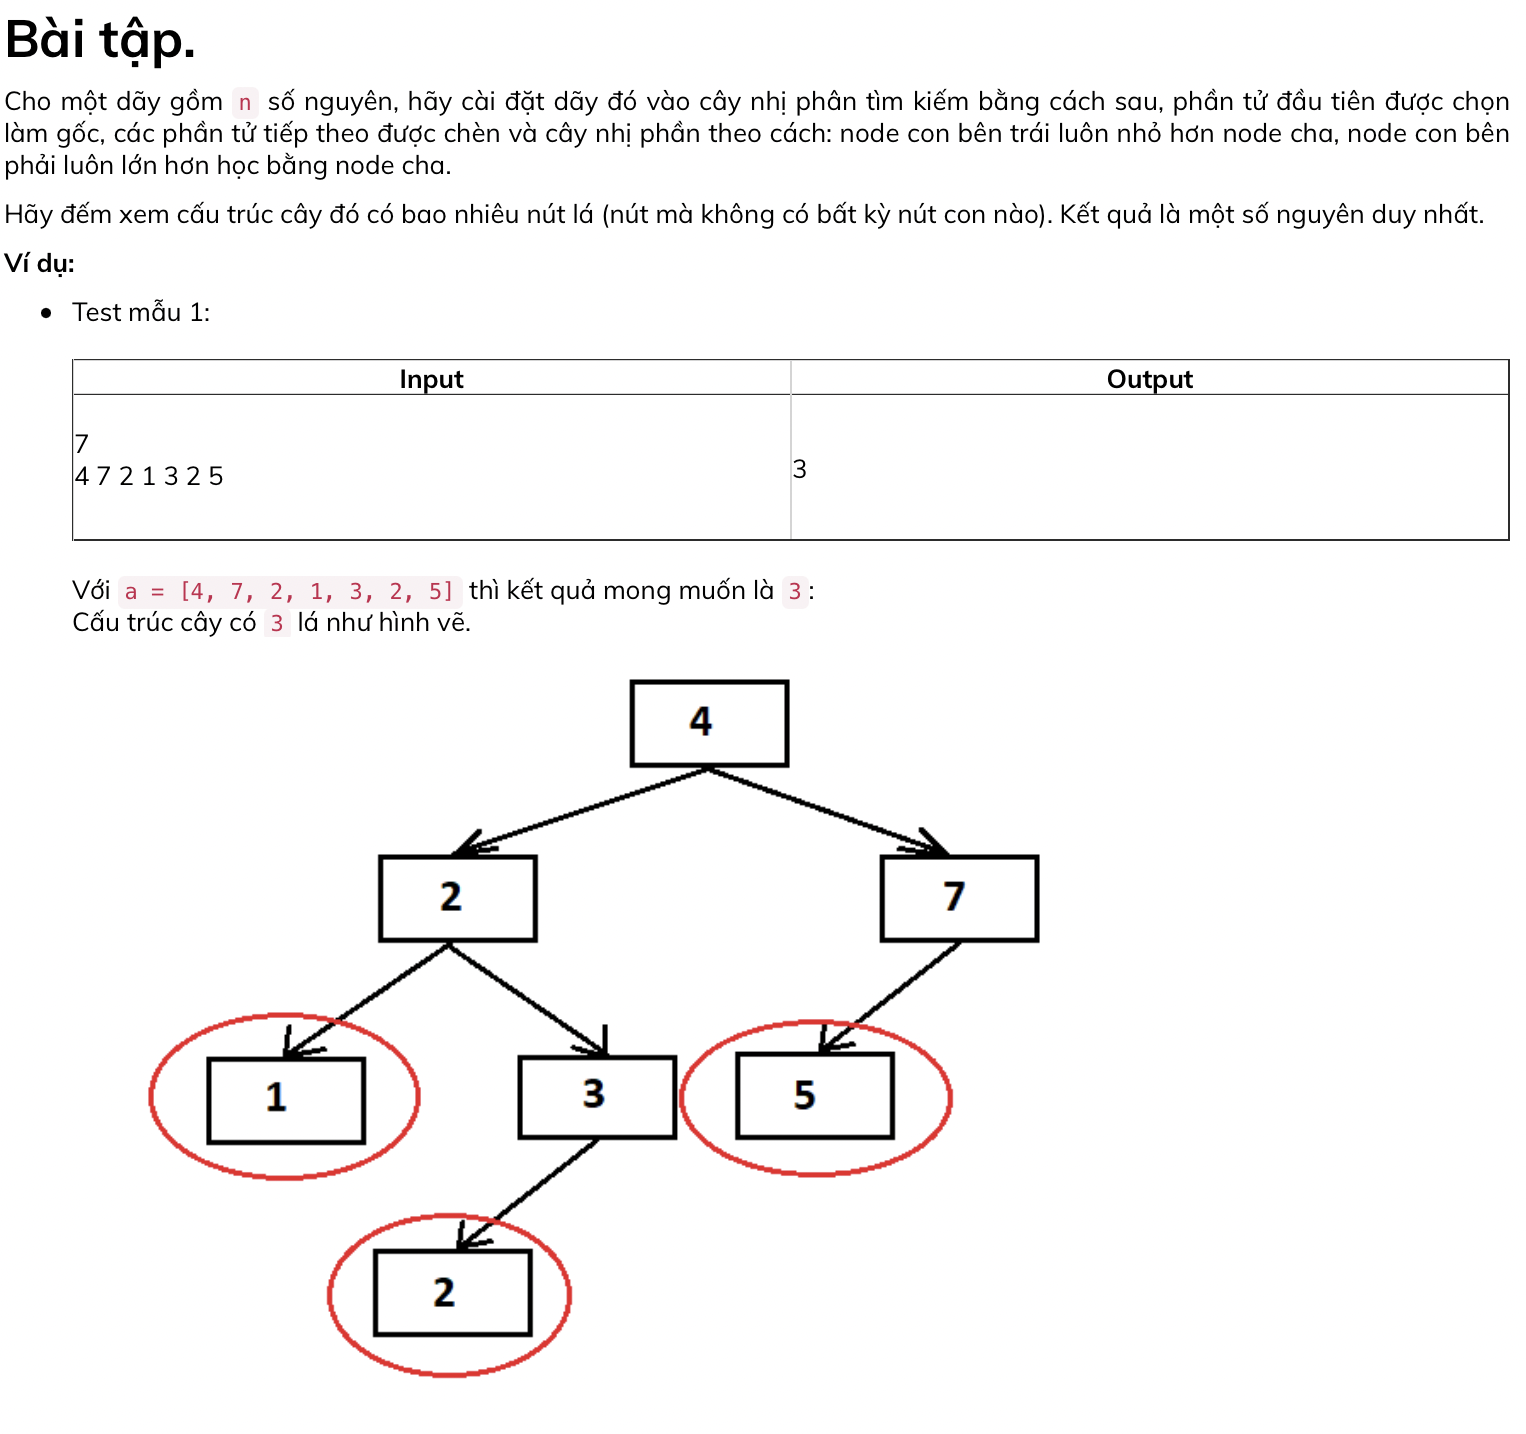 Bài tập.
Cho một dãy gồm n số nguyên, hãy cài đặt dãy đó vào cây nhị phân tìm kiếm bằng cách sau, phần tử đầu tiên được chọn
làm gốc, các phần tử tiếp theo được chèn và cây nhị phần theo cách: node con bên trái luôn nhỏ hơn node cha, node con bên
phải luôn lớn hơn học bằng node cha.
Hãy đếm xem cấu trúc cây đó có bao nhiêu nút lá (nút mà không có bất kỳ nút con nào). Kết quả là một số nguyên duy nhất.
Ví dụ:
Test mẫu 1:
Input Output
7
4 7 2 1 3 2 5
3
Với a = [4, 7, 2, 1, 3, 2, 5] thì kết quả mong muốn là 3:
Cấu trúc cây có 3 lá như hình vẽ.
4
2 7
1 3 5
2